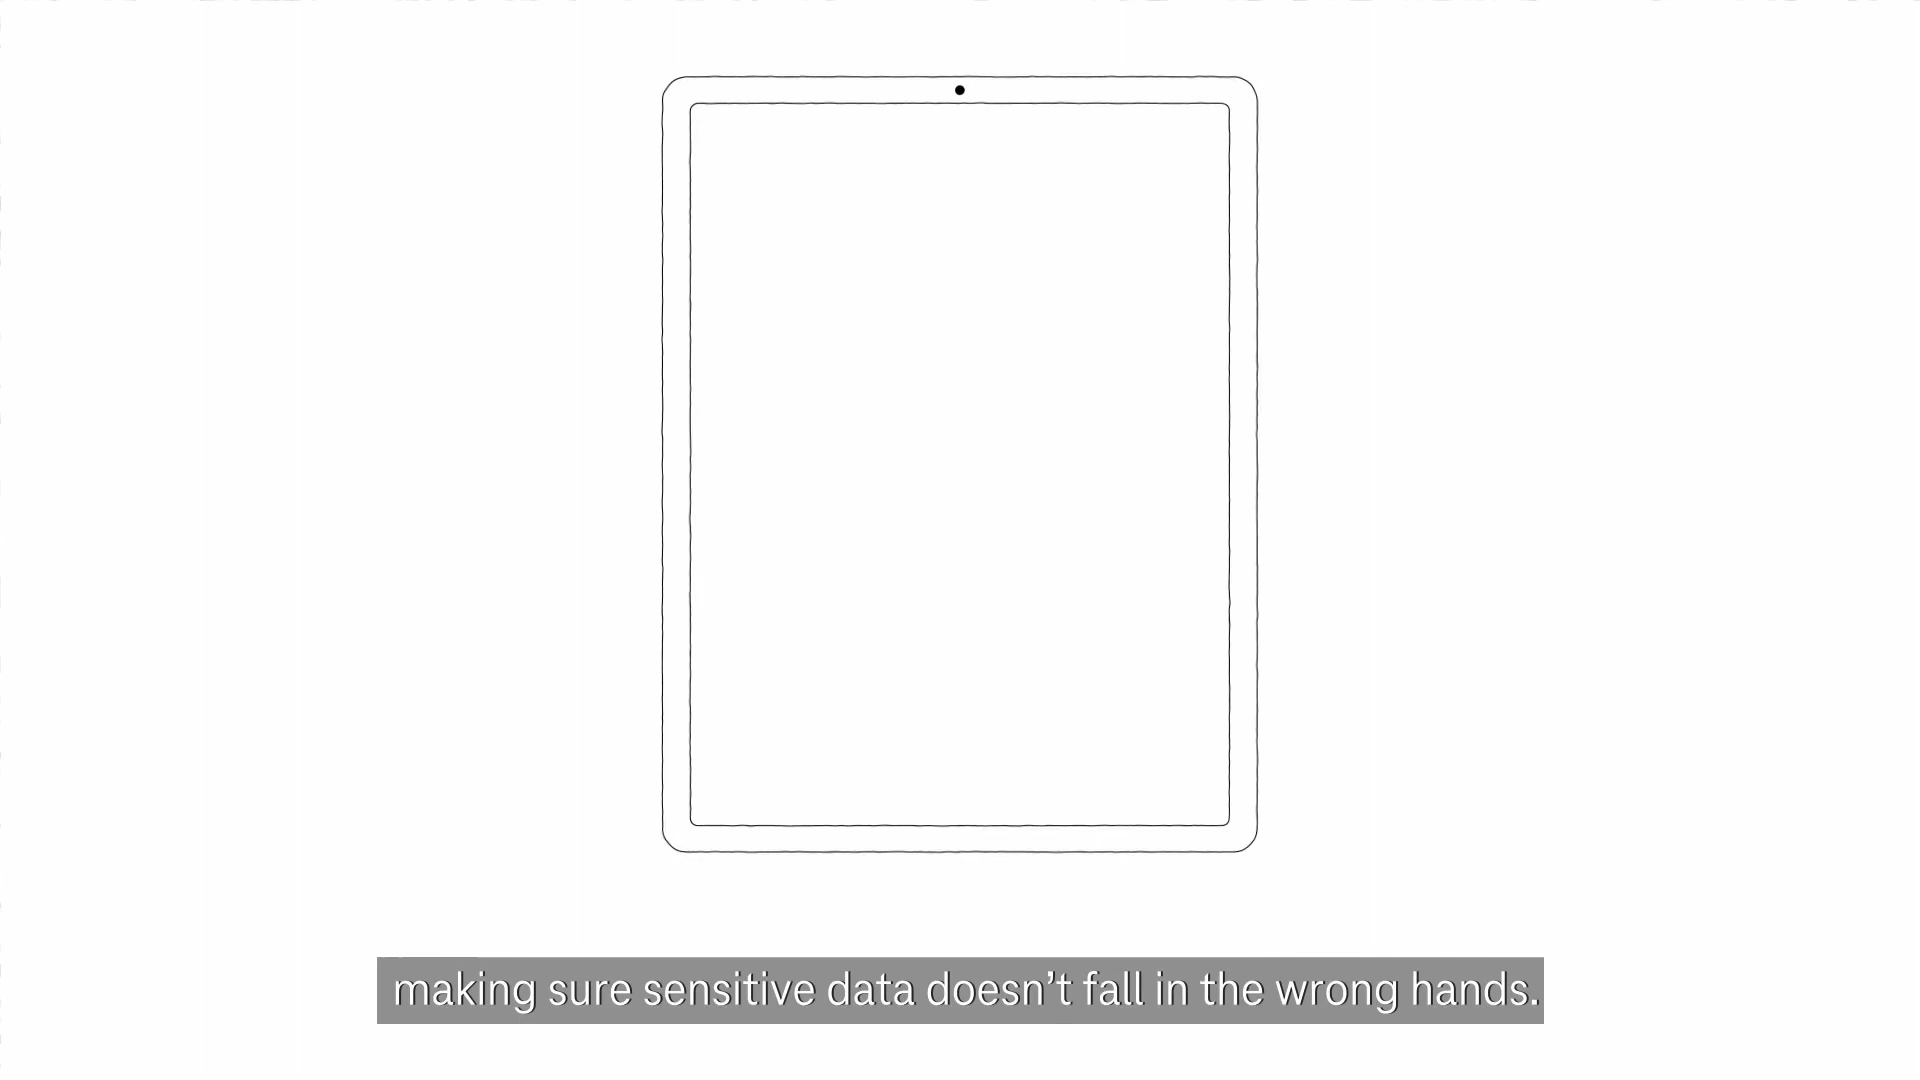 making sure sensitive data doesn’t fall in the wrong hands.